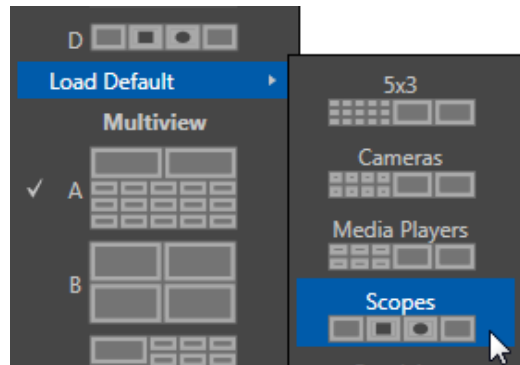 D
Load Default
Multiview
A
B
5x3
Cameras
Media Players
Scopes